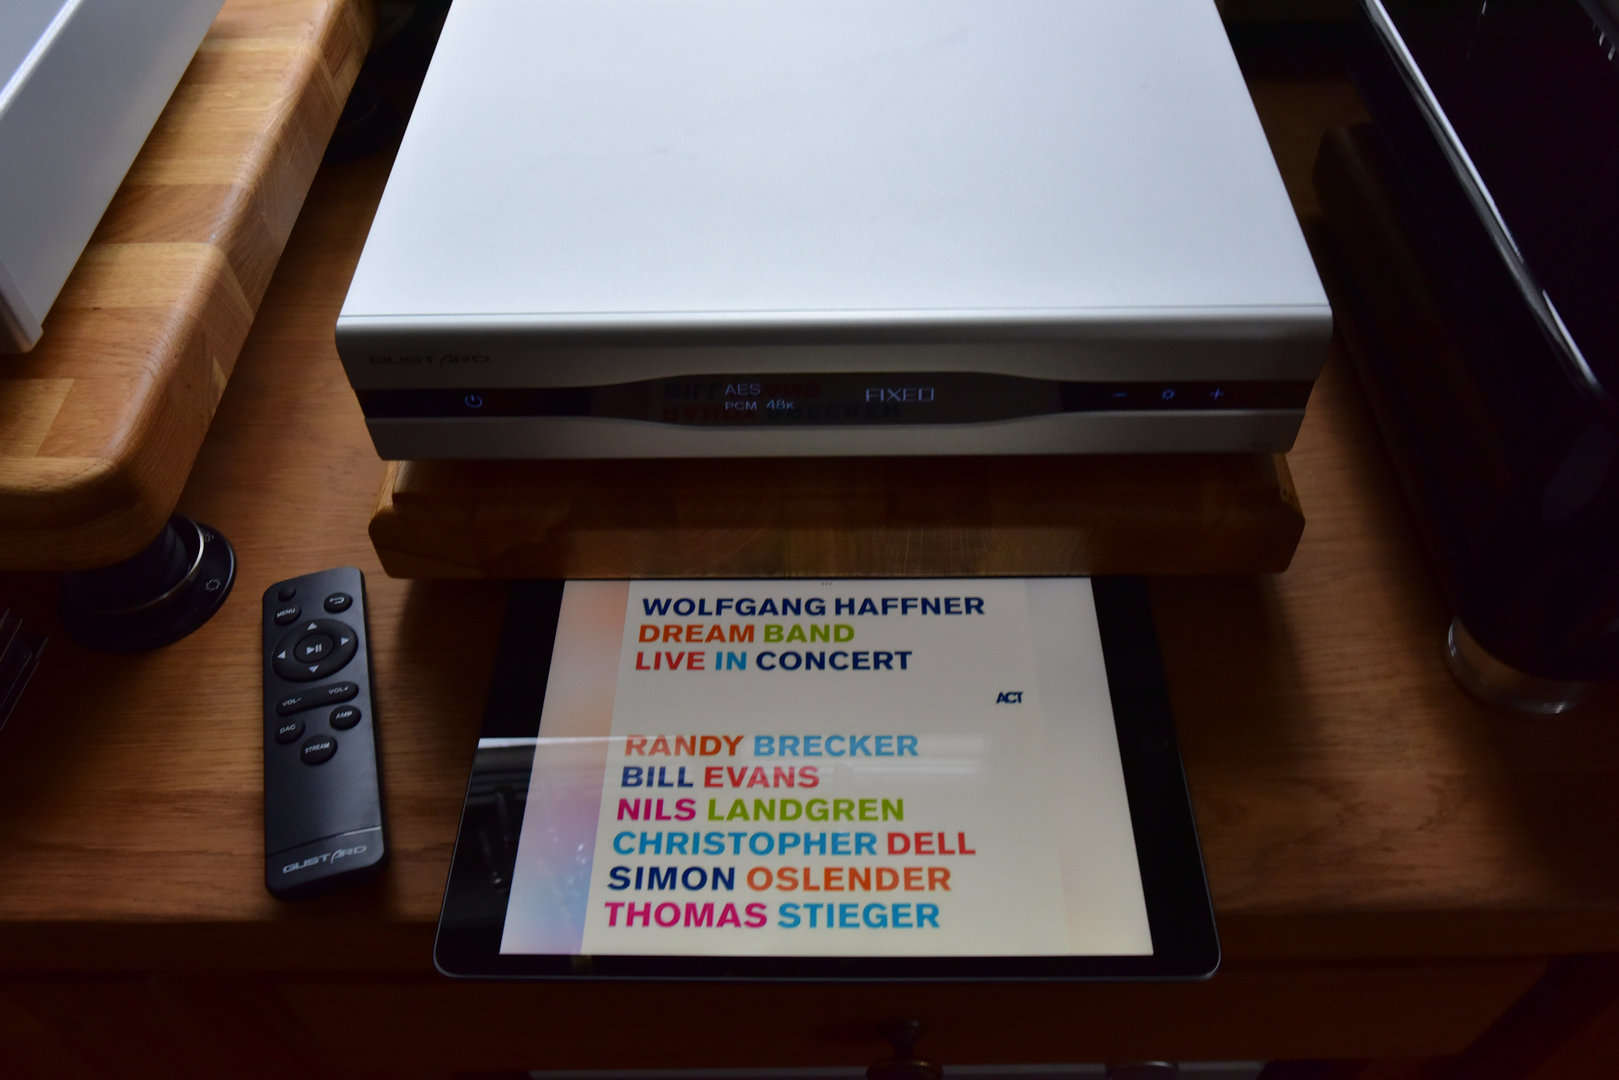 GUSTARD
AES
PCM 48K
FIXED
WOLFGANG HAFFNER
DREAM BAND
LIVE IN CONCERT
ACT
RANDY BRECKER
BILL EVANS
NILS LANDGREN
CHRISTOPHER DELL
SIMON OSLENDER
THOMAS STIEGER
MENU
VOL- VOL+
DAC AMP
STREAM
GUSTARD